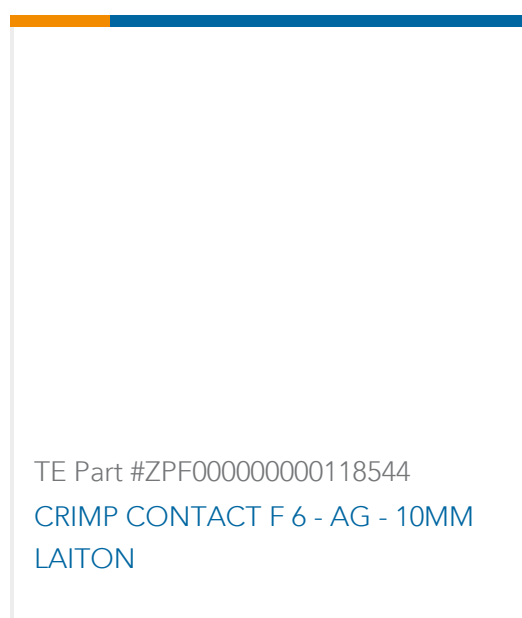 TE Part #ZPF000000000118544
CRIMP CONTACT F 6 - AG - 10MM
LAITON